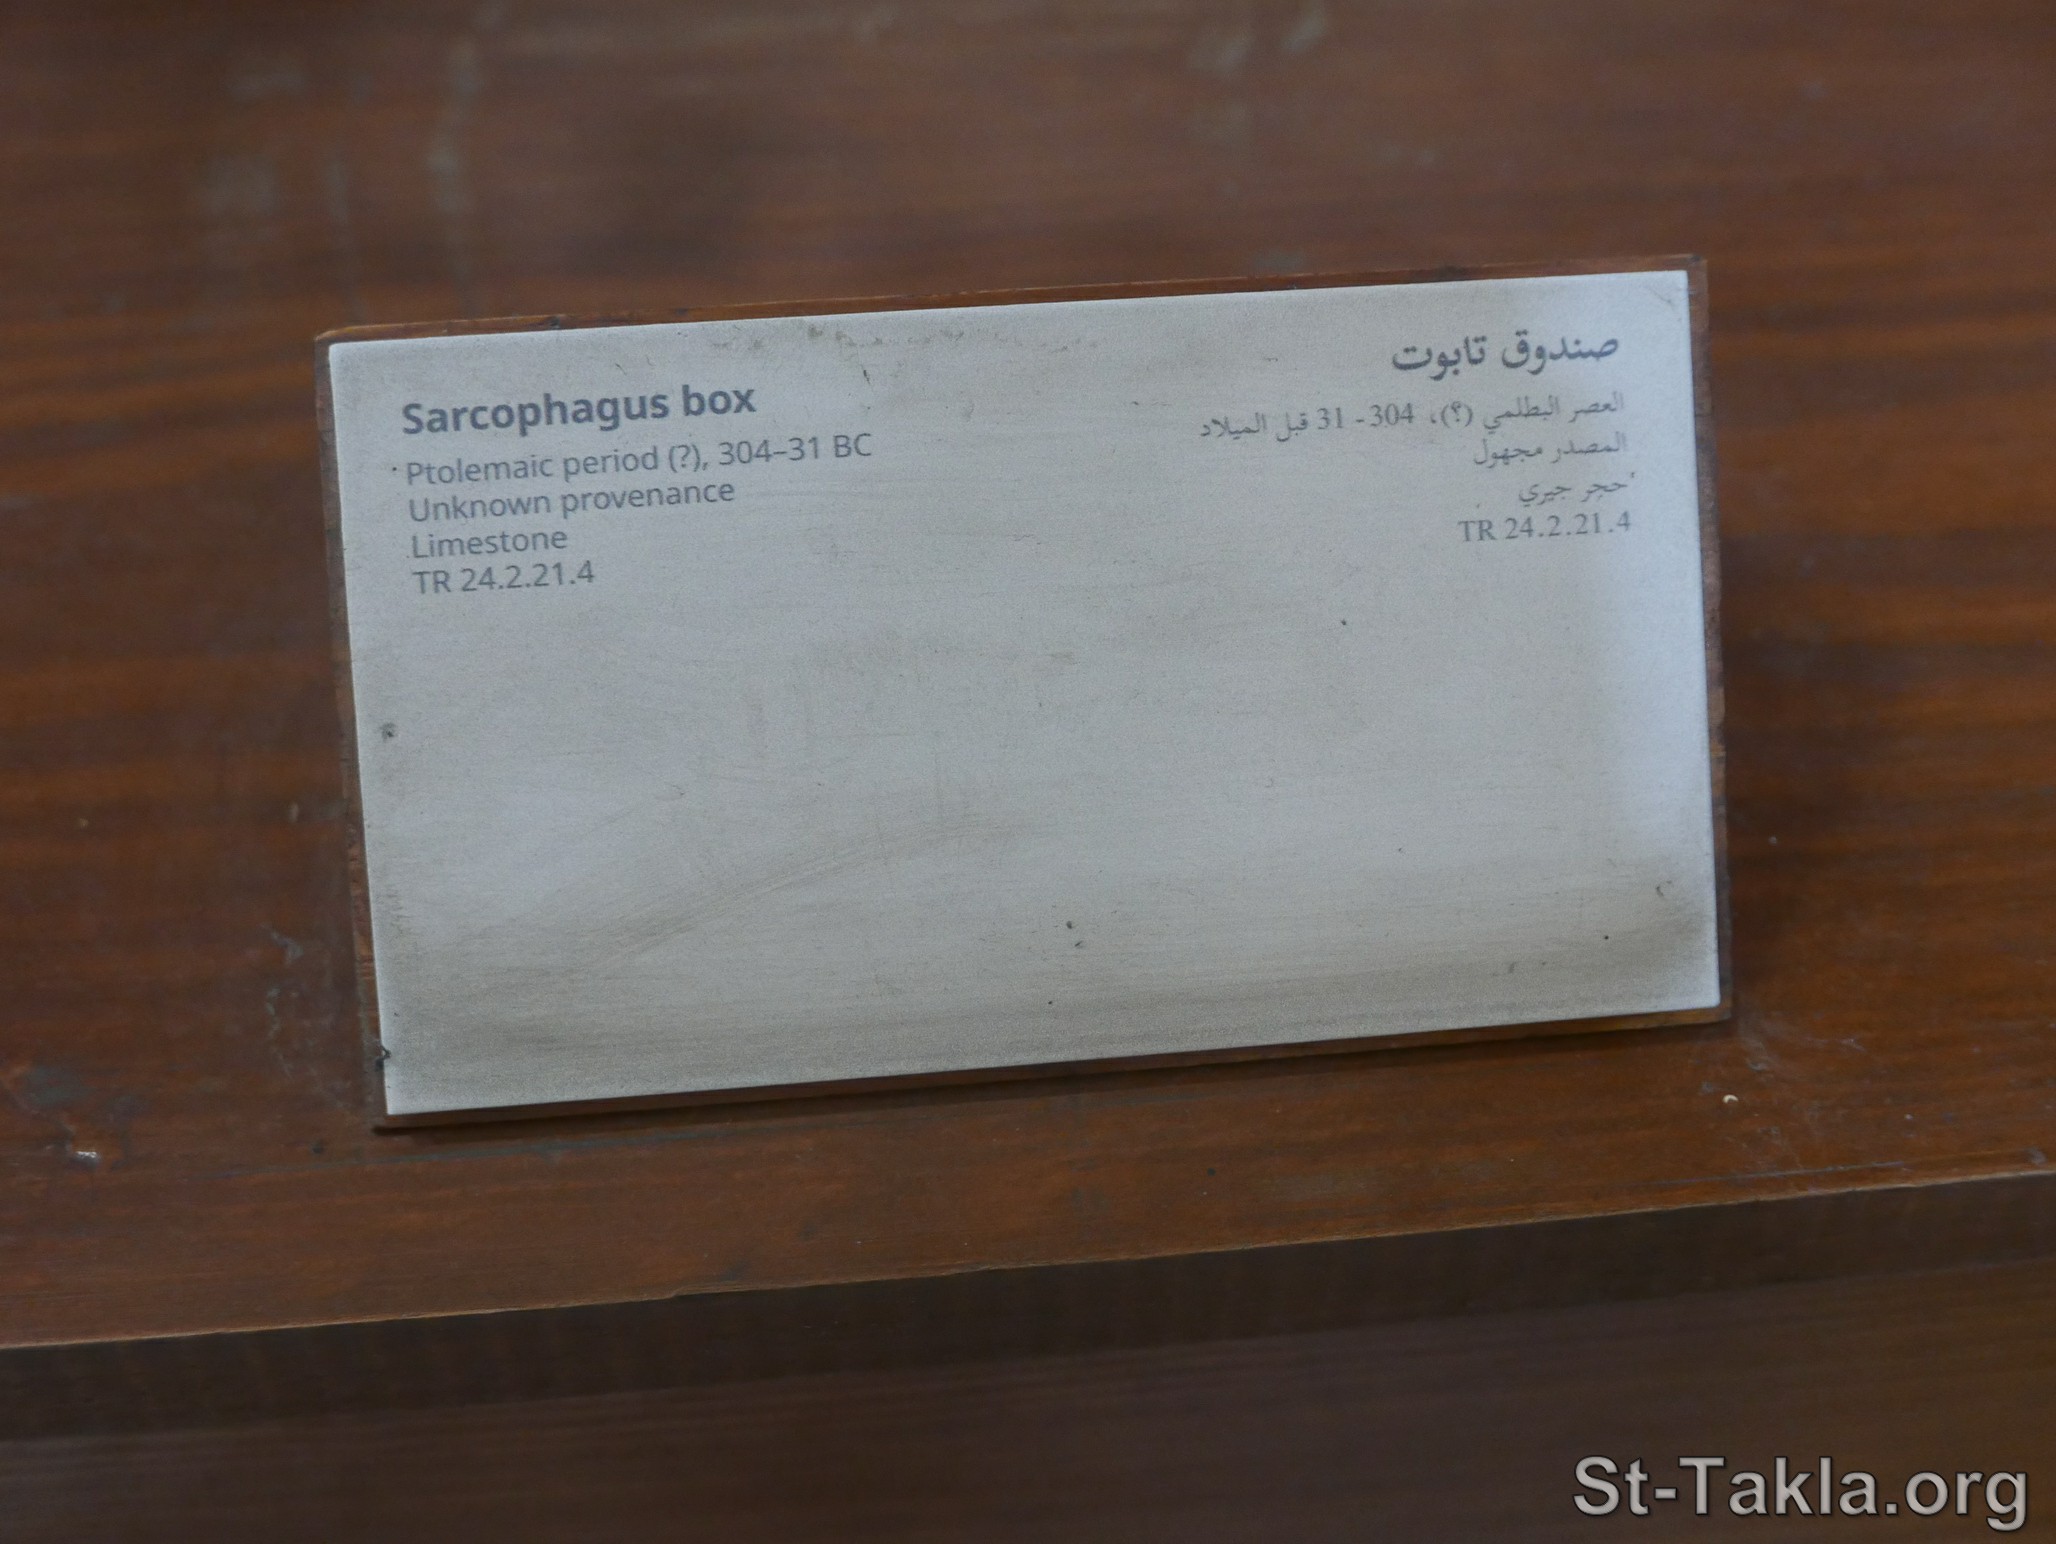 Sarcophagus box
Ptolemaic period (?), 304–31 BC
Unknown provenance
Limestone
TR 24.2.21.4
صندوق تابوت
العصر البطلمي (؟)، 304 - 31 قبل الميلاد
المصدر مجهول
حجر جيري
TR 24.2.21.4
St-Takla.org